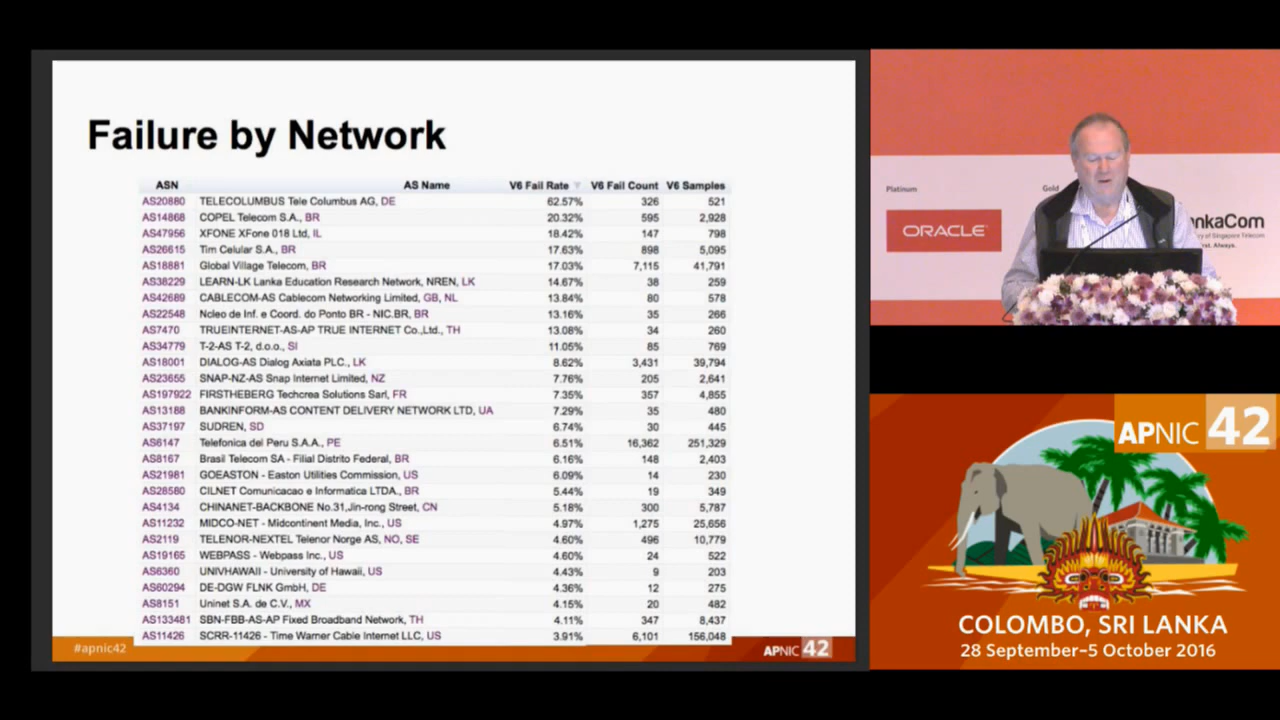 Failure by Network
ASN AS Name V6 Fail Rate V6 Fail Count V6 Samples
AS20880 TELECOLUMBUS Tele Columbus AG, DE 62.57% 326 521
AS14868 COPEL Telecom S.A., BR 20.32% 595 2,928
AS47956 XFONE XFone 018 Ltd, IL 18.42% 147 798
AS26615 Tim Celular S.A., BR 17.63% 898 5,095
AS18881 Global Village Telecom, BR 17.03% 7,115 41,791
AS38229 LEARN-LK Lanka Education Research Network, NREN, LK 14.67% 38 259
AS42689 CABLECOM-AS Cablecom Networking Limited, GB, NL 13.84% 80 578
AS22548 Ncleo de Inf. e Coord. do Ponto BR - NIC.BR, BR 13.16% 35 266
AS7470 TRUEINTERNET-AS-AP TRUE INTERNET Co.,Ltd., TH 13.08% 34 260
AS34779 T-2-AS T-2, d.o.o., SI 11.05% 85 769
AS18001 DIALOG-AS Dialog Axiata PLC., LK 8.62% 3,431 39,794
AS23655 SNAP-NZ-AS Snap Internet Limited, NZ 7.76% 205 2,641
AS197922 FIRSTHEBERG Techcrea Solutions Sarl, FR 7.35% 357 4,855
AS13188 BANKINFORM-AS CONTENT DELIVERY NETWORK LTD, UA 7.29% 35 480
AS37197 SUDREN, SD 6.74% 30 445
AS6147 Telefonica del Peru S.A.A., PE 6.51% 16,362 251,329
AS8167 Brasil Telecom SA - Filial Distrito Federal, BR 6.16% 148 2,403
AS21981 GOEASTON - Easton Utilities Commission, US 6.09% 14 230
AS28580 CILNET Comunicacao e Informatica LTDA., BR 5.44% 19 349
AS4134 CHINANET-BACKBONE No.31,Jin-rong Street, CN 5.18% 300 5,787
AS11232 MIDCO-NET - Midcontinent Media, Inc., US 4.97% 1,275 25,656
AS2119 TELENOR-NEXTEL Telenor Norge AS, NO, SE 4.60% 496 10,779
AS19165 WEBPASS - Webpass Inc., US 4.60% 24 522
AS6360 UNIVHAWAII - University of Hawaii, US 4.43% 9 203
AS60294 DE-DGW FLNK GmbH, DE 4.36% 12 275
AS8151 Uninet S.A. de C.V., MX 4.15% 20 482
AS133481 SBN-FBB-AS-AP Fixed Broadband Network, TH 4.11% 347 8,437
AS11426 SCRR-11426 - Time Warner Cable Internet LLC, US 3.91% 6,101 156,048
#apnic42
APNIC 42
Platinum
Gold
ORACLE
nkaCom
ry of Singapore Telecom
rst. Always.
APNIC 42
COLOMBO, SRI LANKA
28 September–5 October 2016